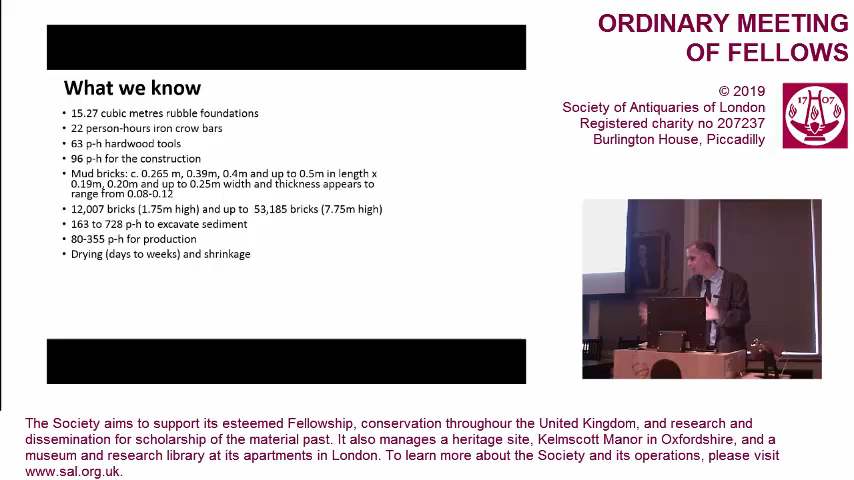 ORDINARY MEETING
OF FELLOWS
© 2019
Society of Antiquaries of London
Registered charity no 207237
Burlington House, Piccadilly
17 07
What we know
• 15.27 cubic metres rubble foundations
• 22 person-hours iron crow bars
• 63 p-h hardwood tools
• 96 p-h for the construction
• Mud bricks: c. 0.265 m, 0.39m, 0.4m and up to 0.5m in length x
0.19m, 0.20m and up to 0.25m width and thickness appears to
range from 0.08-0.12
• 12,007 bricks (1.75m high) and up to 53,185 bricks (7.75m high)
• 163 to 728 p-h to excavate sediment
• 80-355 p-h for production
• Drying (days to weeks) and shrinkage
The Society aims to support its esteemed Fellowship, conservation throughour the United Kingdom, and research and
dissemination for scholarship of the material past. It also manages a heritage site, Kelmscott Manor in Oxfordshire, and a
museum and research library at its apartments in London. To learn more about the Society and its operations, please visit
www.sal.org.uk.